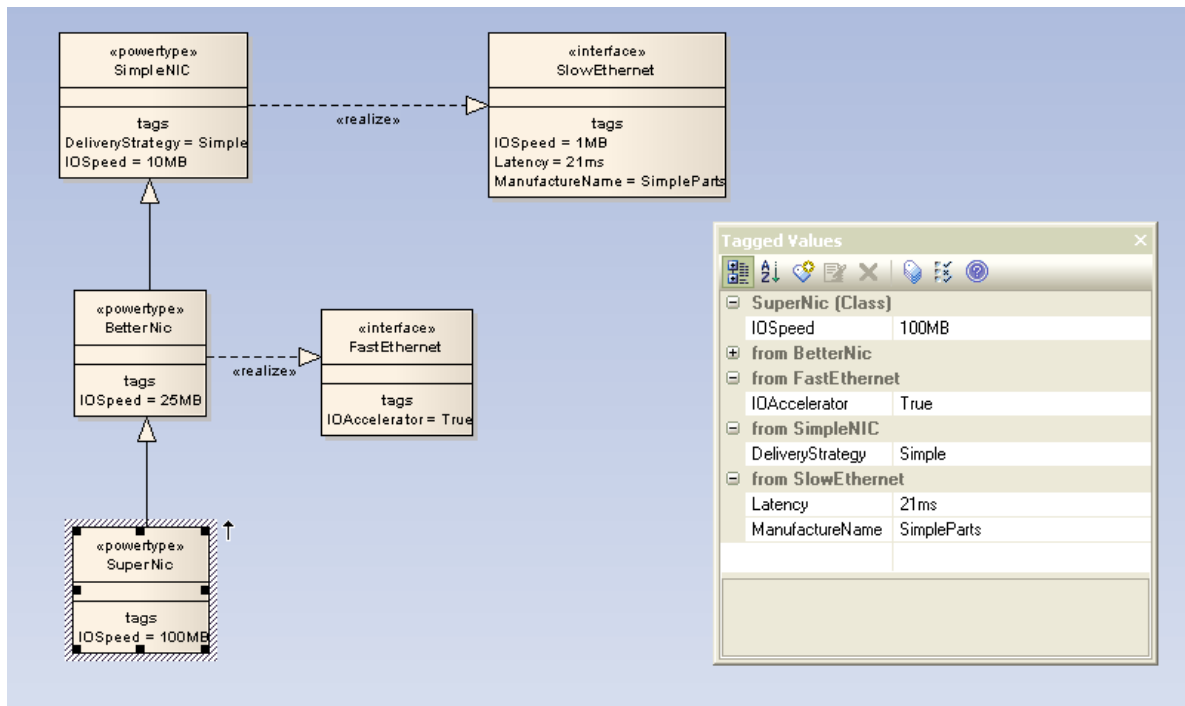 «powertype»
SimpleNIC
tags
DeliveryStrategy = Simple
IOSpeed = 10MB
«realize»
«interface»
SlowEthernet
tags
IOSpeed = 1MB
Latency = 21ms
ManufactureName = SimpleParts
«powertype»
BetterNic
tags
IOSpeed = 25MB
«realize»
«interface»
FastEthernet
tags
IOAccelerator = True
«powertype»
SuperNic
tags
IOSpeed = 100MB
Tagged Values
SuperNic (Class)
IOSpeed 100MB
from BetterNic
from FastEthernet
IOAccelerator True
from SimpleNIC
DeliveryStrategy Simple
from SlowEthernet
Latency 21ms
ManufactureName SimpleParts